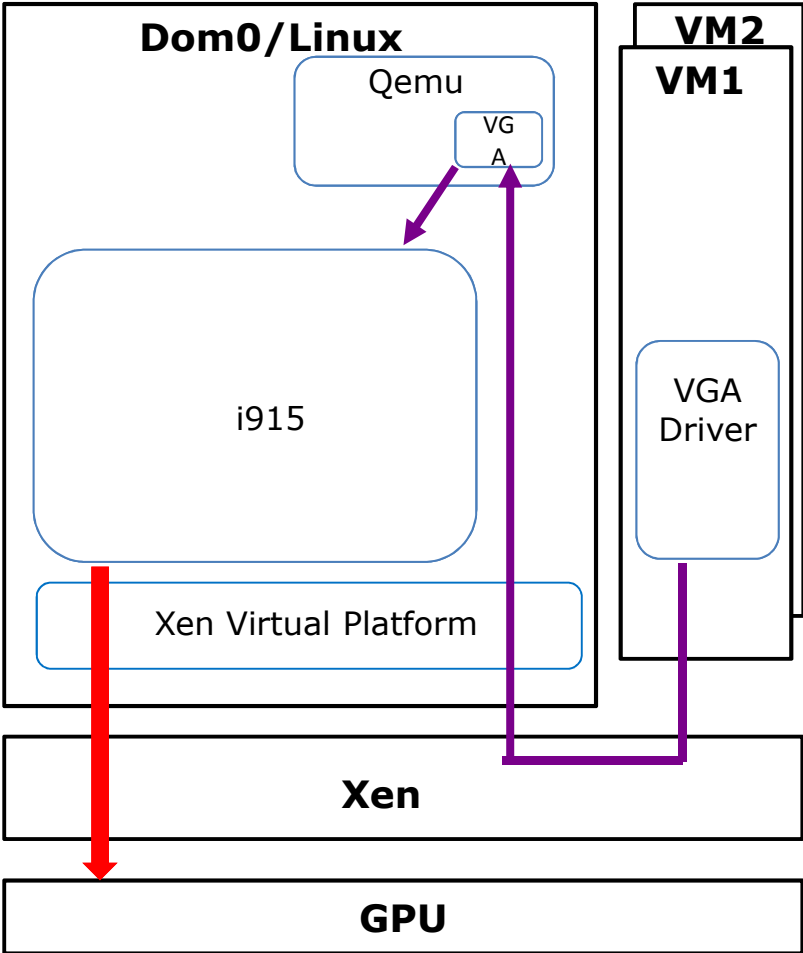 Dom0/Linux
Qemu
VG
A
i915
Xen Virtual Platform
VM2
VM1
VGA
Driver
Xen
GPU